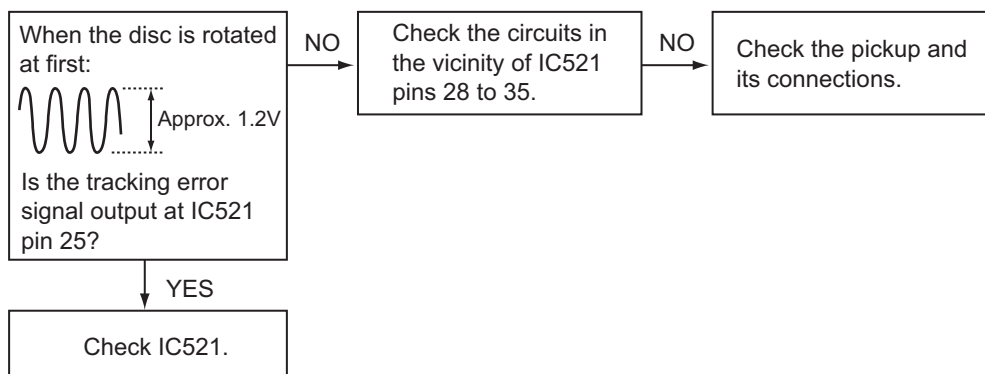 When the disc is rotated
at first:
Approx. 1.2V
Is the tracking error
signal output at IC521
pin 25?
NO
Check the circuits in
the vicinity of IC521
pins 28 to 35.
NO
Check the pickup and
its connections.
YES
Check IC521.